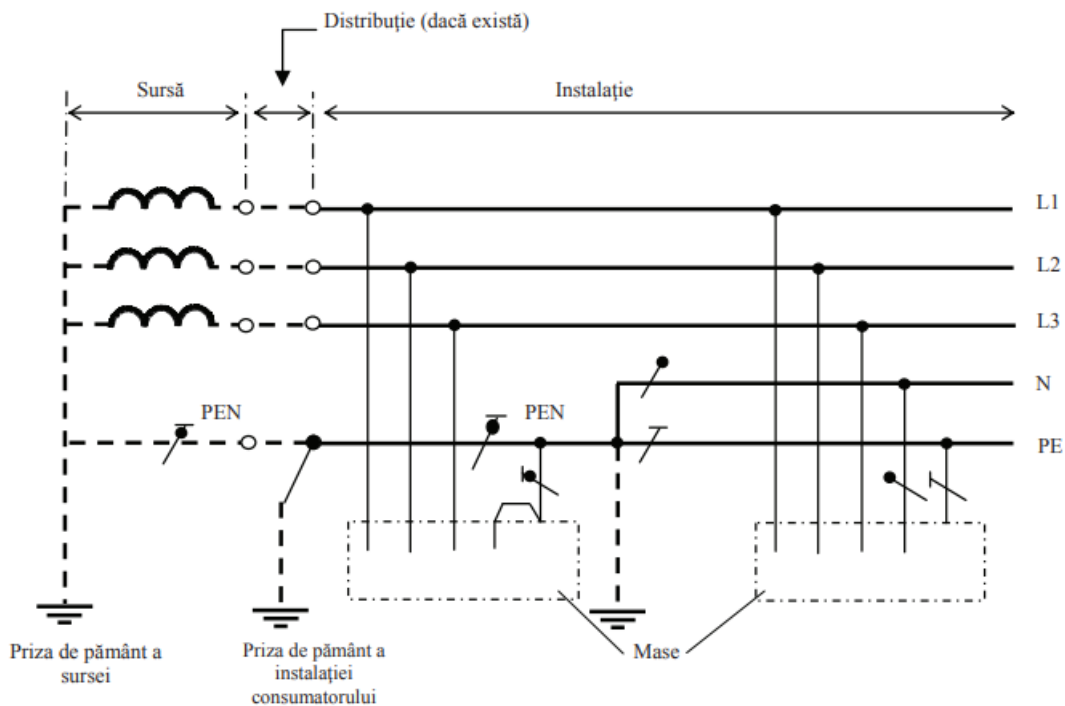 Distribuție (dacă există)
Sursă
Instalație
L1
L2
L3
N
PEN
PEN
PE
Priza de pământ a
sursei
Priza de pământ a
instalației
consumatorului
Mase